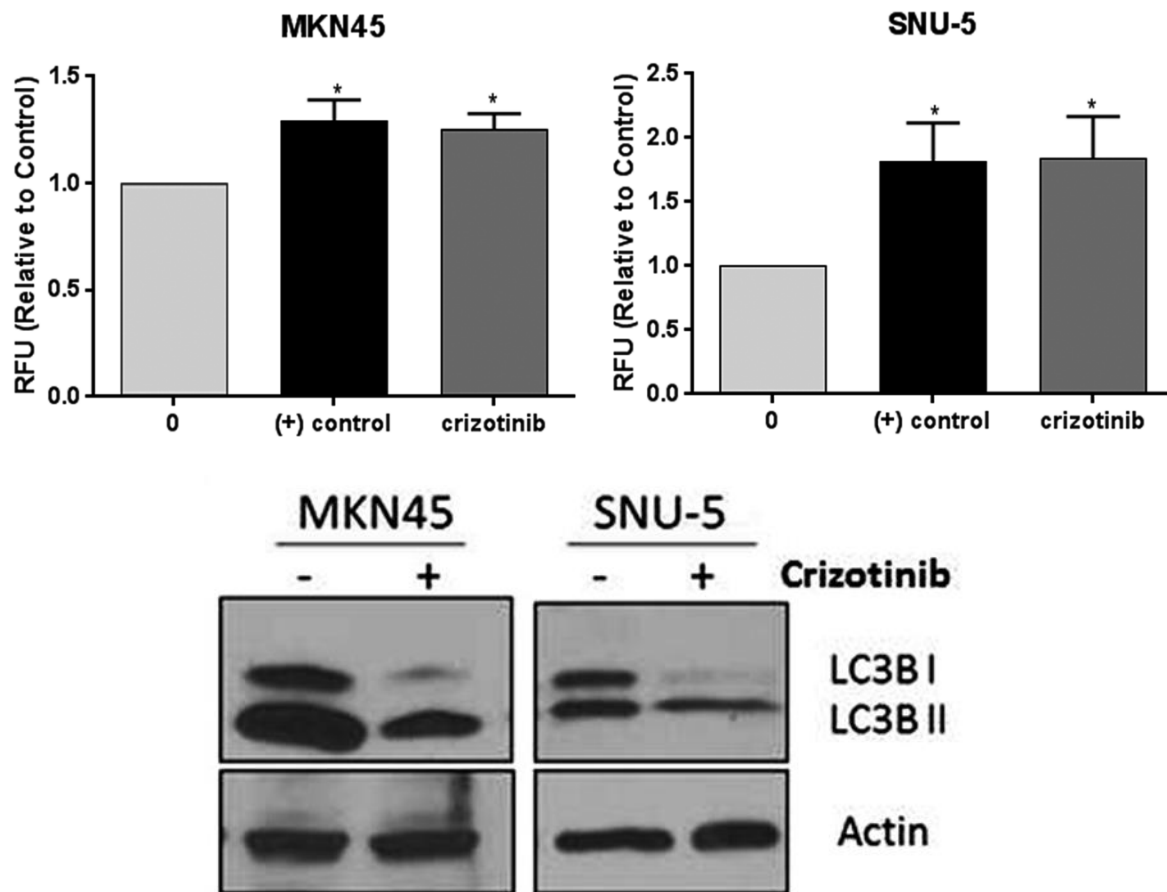 MKN45
RFU (Relative to Control)
1.5
1.0
0.5
0.0
*
*
0
(+) control
crizotinib
SNU-5
RFU (Relative to Control)
2.5
2.0
1.5
1.0
0.5
0.0
*
*
0
(+) control
crizotinib
MKN45
SNU-5
-
+
-
+
Crizotinib
LC3B I
LC3B II
Actin